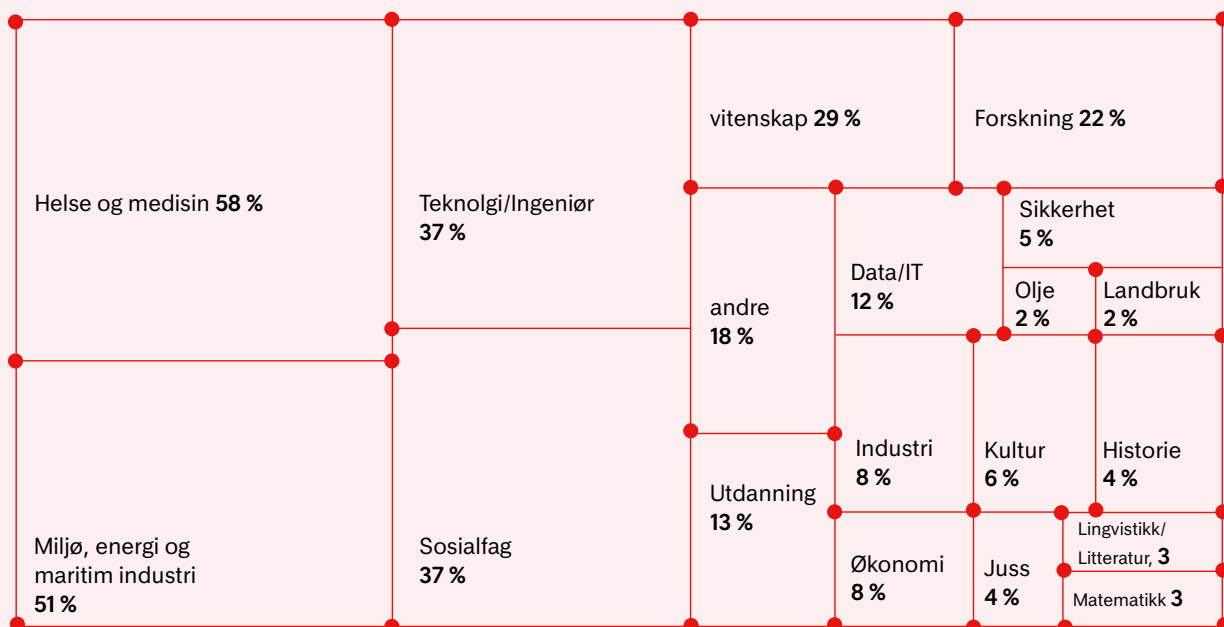 Helse og medisin 58 %
Teknolgi/Ingeniør
37 %
vitenskap 29 %
Forskning 22 %
Sikkerhet
5 %
Data/IT
12 %
Olje
2 %
Landbruk
2 %
andre
18 %
Industri
8 %
Kultur
6 %
Historie
4 %
Utdanning
13 %
Miljø, energi og
maritim industri
51 %
Sosialfag
37 %
Økonomi
8 %
Juss
4 %
Lingvistikk/
Litteratur, 3
Matematikk 3